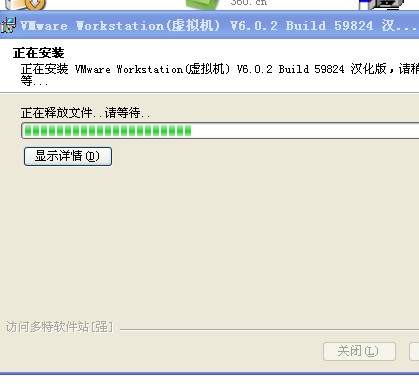 360.cn
VMware Workstation(虚拟机) V6.0.2 Build 59824 汉...
正在安装
正在安装 VMware Workstation(虚拟机) V6.0.2 Build 59824 汉化版，请稍
等...
正在释放文件..请等待..
显示详情(D)
访问多特软件站[强]
关闭(L)